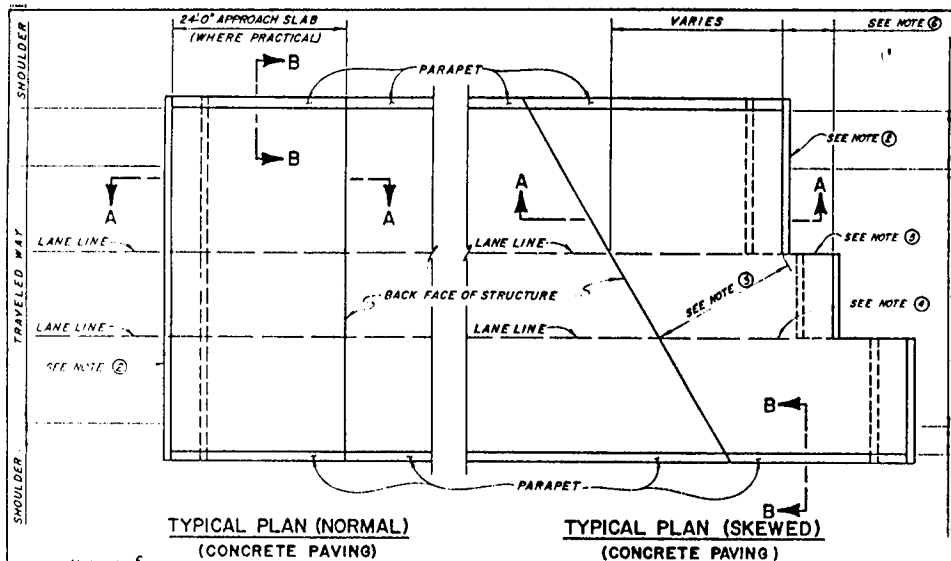 24'-0" APPROACH SLAB
(WHERE PRACTICAL)
VARIES
SEE NOTE ⑥
SHOULDER
B
PARAPET
B
SEE NOTE ②
A
A
A
A
LANE LINE
LANE LINE
SEE NOTE ⑤
TRAVELED WAY
BACK FACE OF STRUCTURE
SEE NOTE ③
SEE NOTE ④
LANE LINE
LANE LINE
SEE NOTE ②
B
SHOULDER
PARAPET
B
TYPICAL PLAN (NORMAL)
(CONCRETE PAVING)
TYPICAL PLAN (SKEWED)
(CONCRETE PAVING)